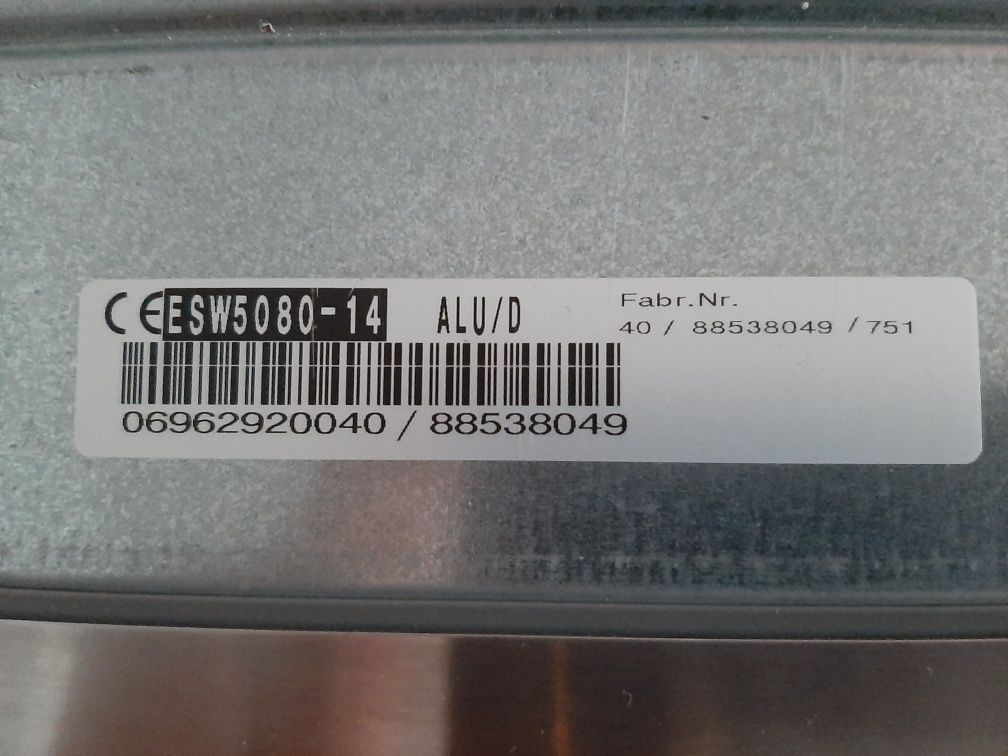 CE ESW5080-14 ALU/D
Fabr.Nr.
40 / 88538049 / 751
06962920040 / 88538049